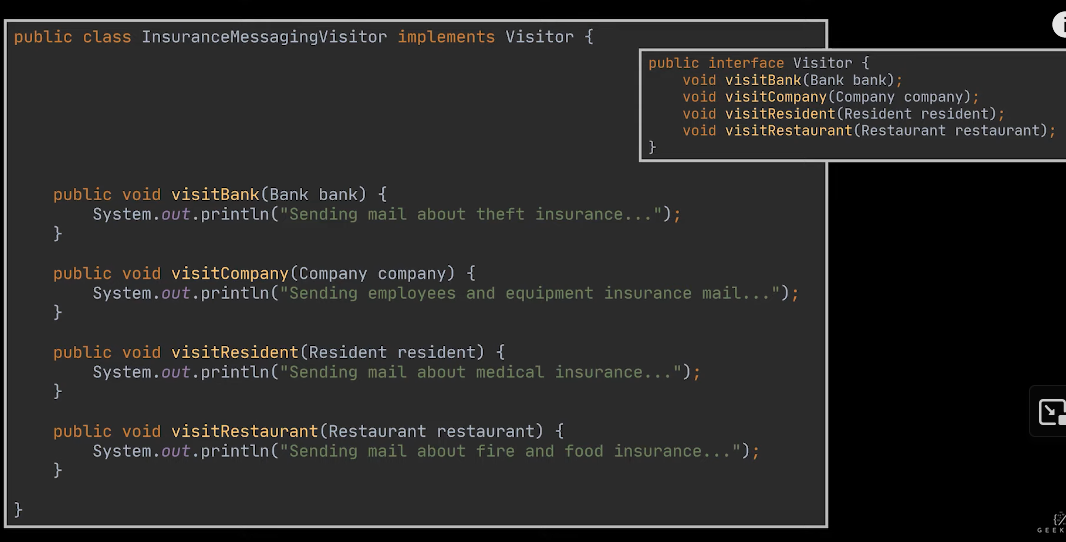 public class InsuranceMessagingVisitor implements Visitor {
public interface Visitor {
void visitBank(Bank bank);
void visitCompany(Company company);
void visitResident(Resident resident);
void visitRestaurant(Restaurant restaurant);
}
public void visitBank(Bank bank) {
System.out.println("Sending mail about theft insurance...");
}
public void visitCompany(Company company) {
System.out.println("Sending employees and equipment insurance mail...");
}
public void visitResident(Resident resident) {
System.out.println("Sending mail about medical insurance...");
}
public void visitRestaurant(Restaurant restaurant) {
System.out.println("Sending mail about fire and food insurance...");
}
}
GEEK